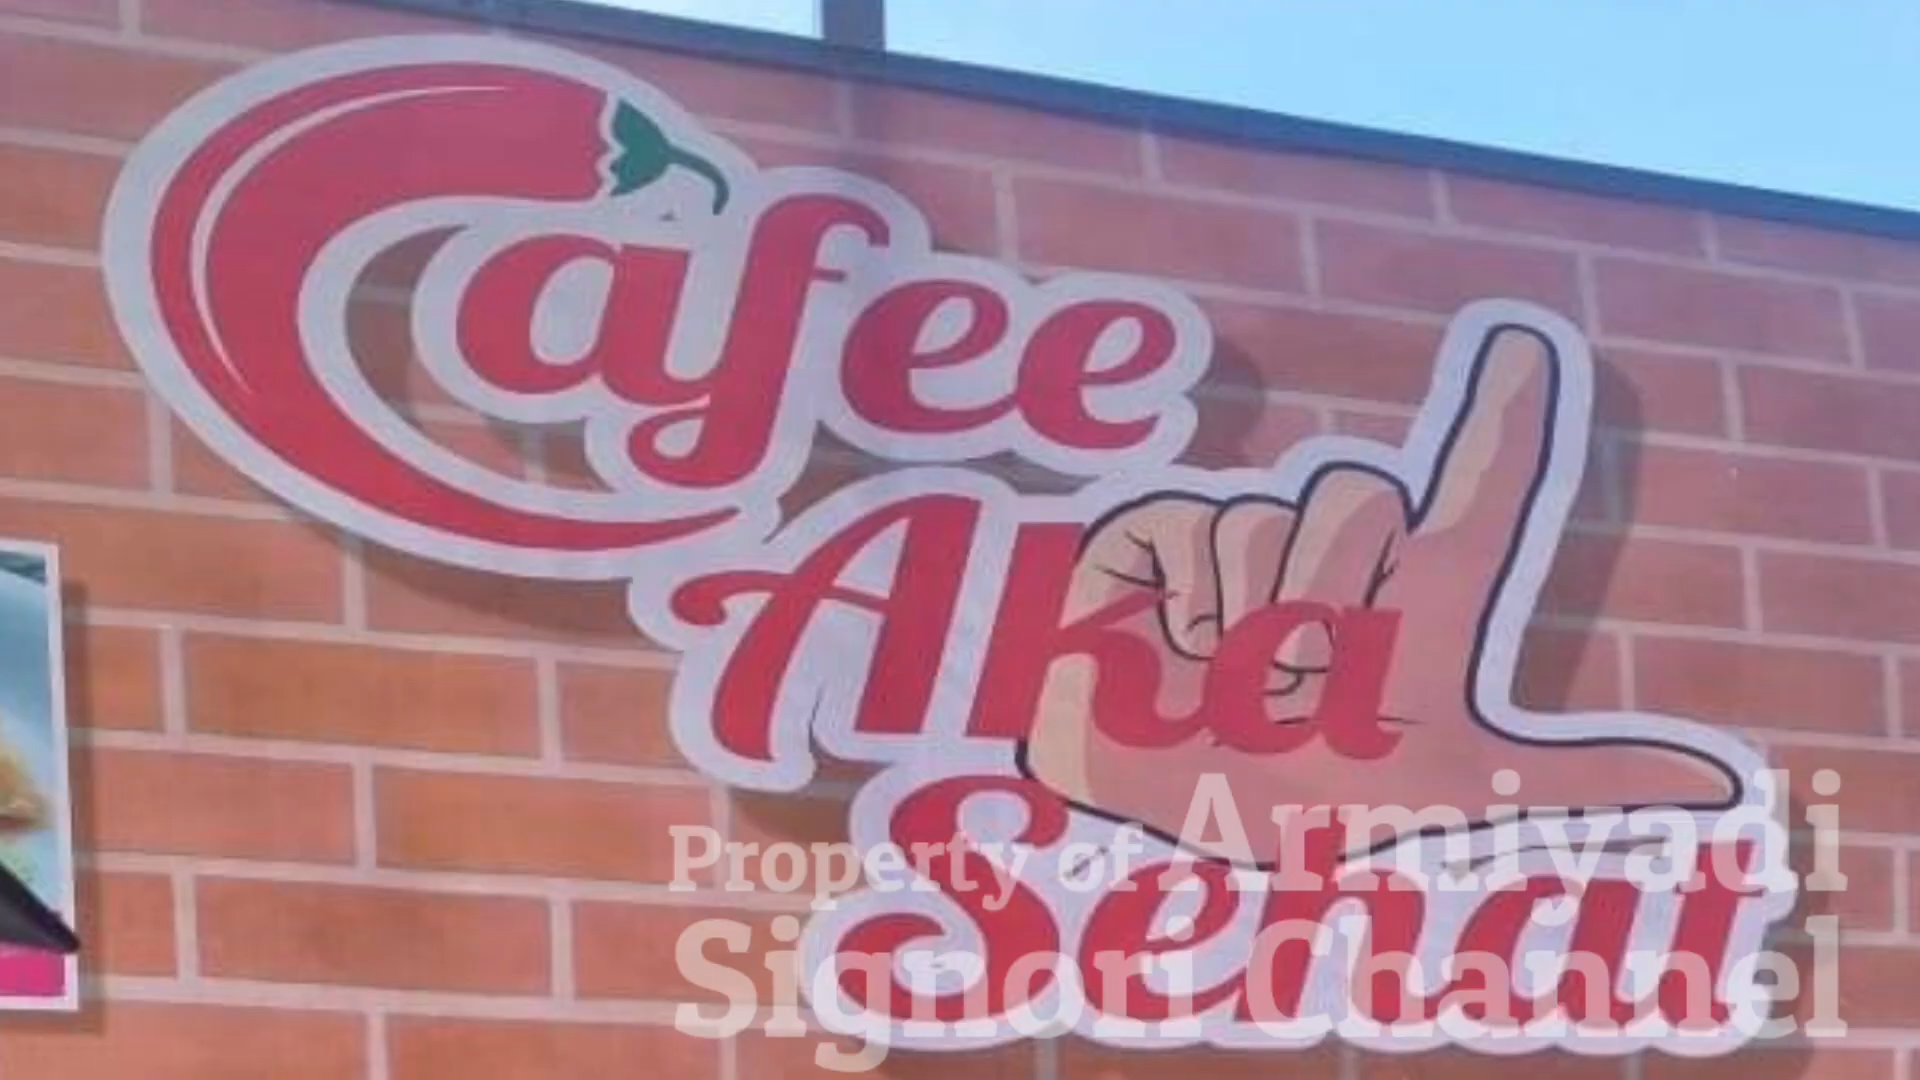 Cafee
Aka
Sehat
Property of Armiyadi
Signori Channel